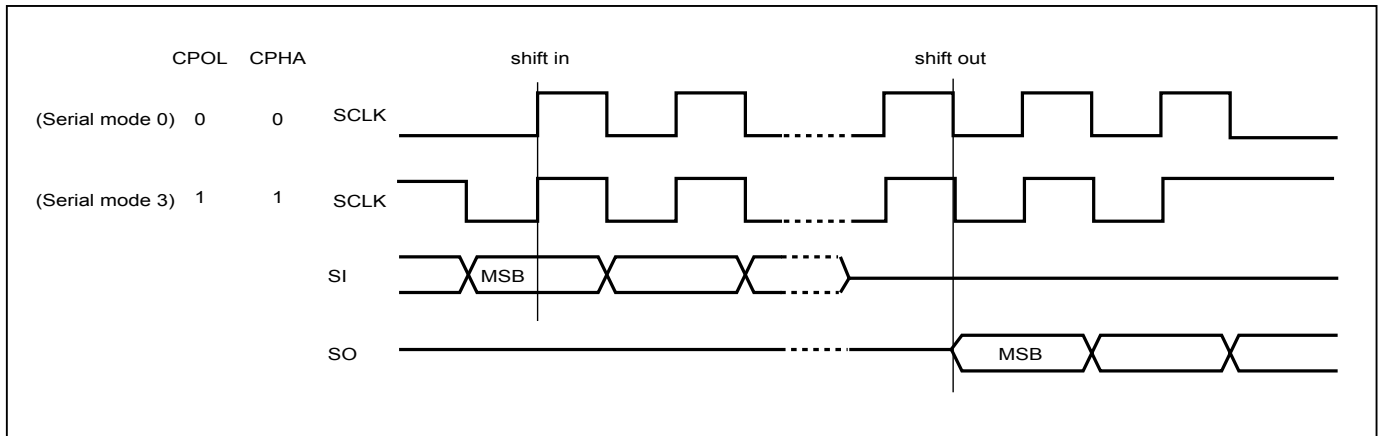 CPOL CPHA shift in shift out
(Serial mode 0) 0 0 SCLK
(Serial mode 3) 1 1 SCLK
SI MSB
SO MSB